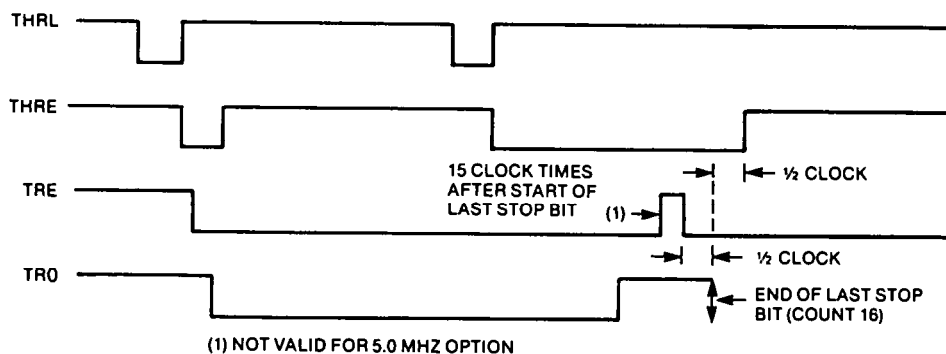 THRL
THRE
15 CLOCK TIMES
AFTER START OF
LAST STOP BIT
(1)
½ CLOCK
TRE
½ CLOCK
TRO
END OF LAST STOP
BIT (COUNT 16)
(1) NOT VALID FOR 5.0 MHZ OPTION